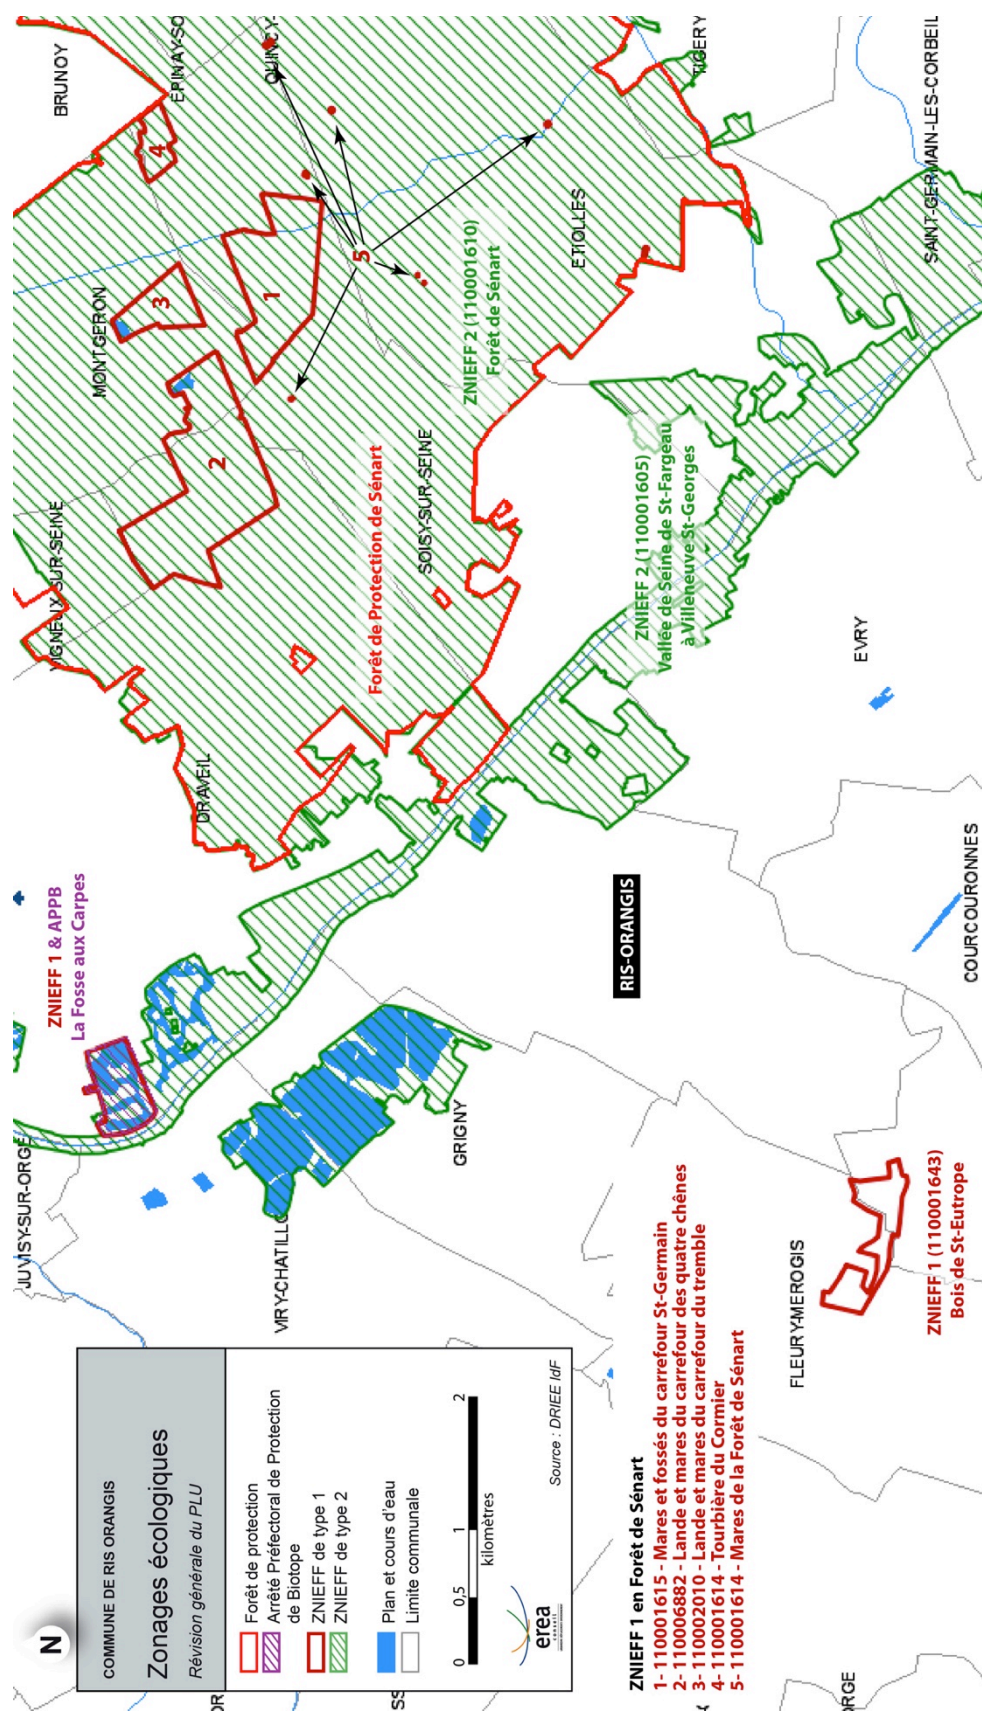 N
COMMUNE DE RIS ORANGIS
Zonages écologiques
Révision générale du PLU
Forêt de protection
Arrêté Préfectoral de Protection
de Biotope
ZNIEFF de type 1
ZNIEFF de type 2
Plan et cours d'eau
Limite communale
0 0,5 1 2
kilomètres
erea
conseil
Source : DRIEE IdF
ZNIEFF 1 en Forêt de Sénart
1- 110001615 - Mares et fossés du carrefour St-Germain
2- 110006882 - Lande et mares du carrefour des quatre chênes
3- 110002010 - Lande et mares du carrefour du tremble
4- 110001614 - Tourbière du Cormier
5- 110001614 - Mares de la Forêt de Sénart
JUVISY-SUR-ORGE
VIRY-CHATILLO
GRIGNY
FLEURY-MEROGIS
ZNIEFF 1 (110001643)
Bois de St-Eutrope
ZNIEFF 1 & APPB
La Fosse aux Carpes
RIS-ORANGIS
COURCOURONNES
DRAVEIL
VIGNEUX-SUR-SEINE
Forêt de Protection de Sénart
SOISY-SUR-SEINE
EVRY
ZNIEFF 2 (110001605)
Vallée de Seine de St-Fargeau
à Villeneuve-St-Georges
MONTGERON
ZNIEFF 2 (110001610)
Forêt de Sénart
2
3
1
4
5
ETIOLLES
BRUNOY
EPINAY-SO
QUINCY-
TIGERY
SAINT-GERMAIN-LES-CORBEIL
OR
SS
ORGE